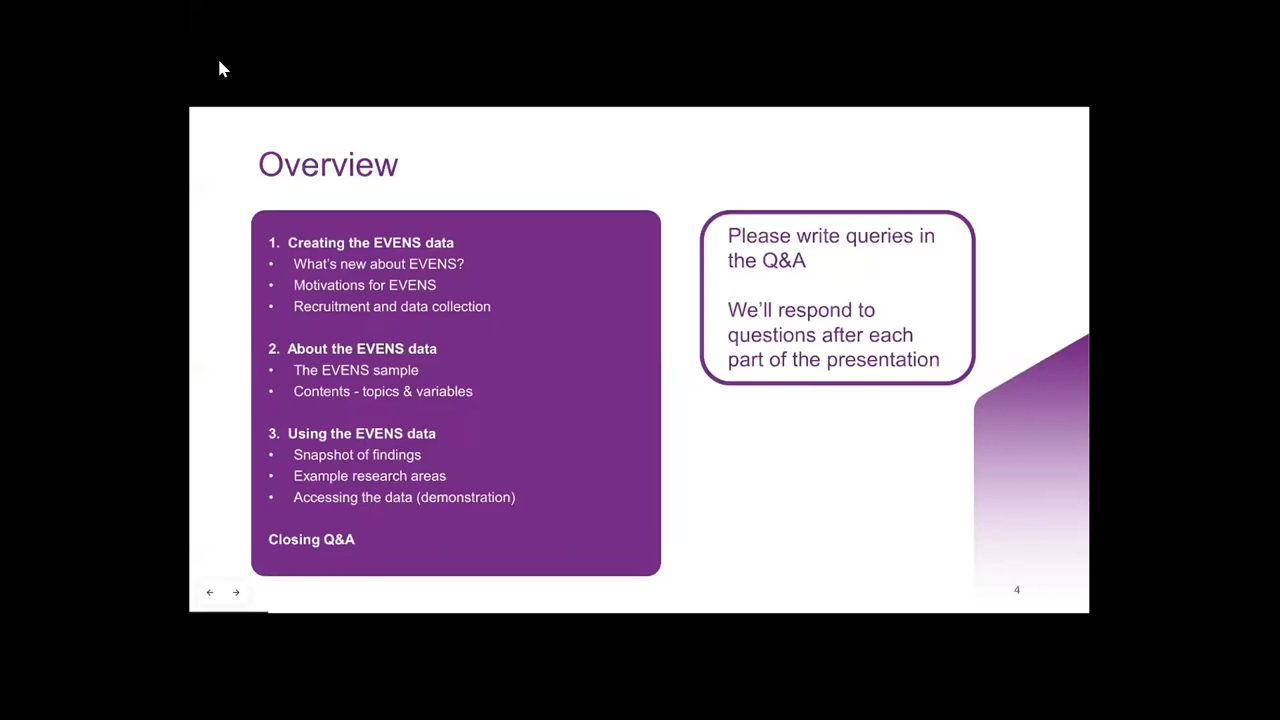 Overview
1. Creating the EVENS data
• What's new about EVENS?
• Motivations for EVENS
• Recruitment and data collection
2. About the EVENS data
• The EVENS sample
• Contents - topics & variables
3. Using the EVENS data
• Snapshot of findings
• Example research areas
• Accessing the data (demonstration)
Closing Q&A
Please write queries in
the Q&A
We'll respond to
questions after each
part of the presentation
4